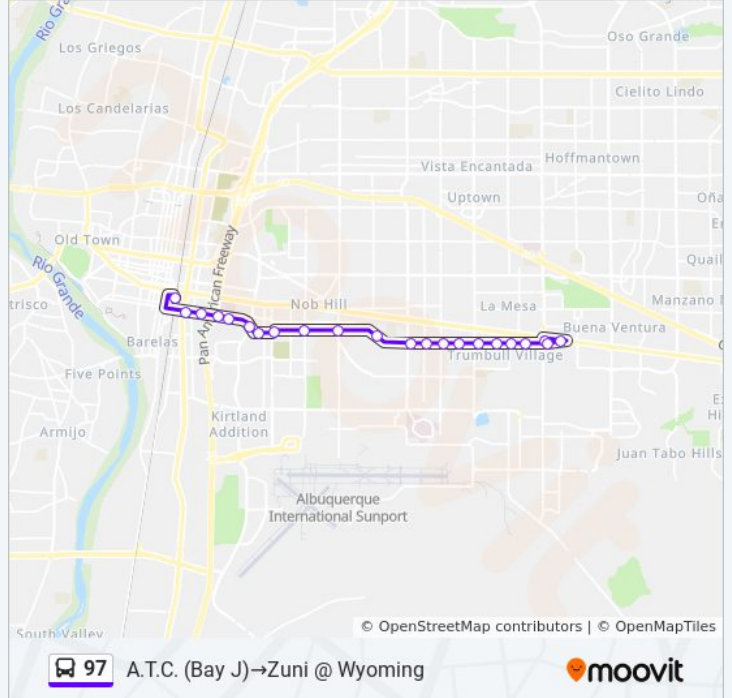 Rio Gra
Los Griegos
Oso Grande
Cielito Lindo
Los Candelarias
Vista Encantada
Hoffmantown
Uptown
Oña
Old Town
Pan American Freeway
Quail
Rio Grande
trisco
Nob Hill
La Mesa
Manzano
Buena Ventura
Barelas
Trumbull Village
Five Points
Kirtland
Addition
Hi
Armijo
Juan Tabo Hills
Albuquerque
International Sunport
South Valley
© OpenStreetMap contributors | © OpenMapTiles
97 A.T.C. (Bay J)→Zuni @ Wyoming
moovit